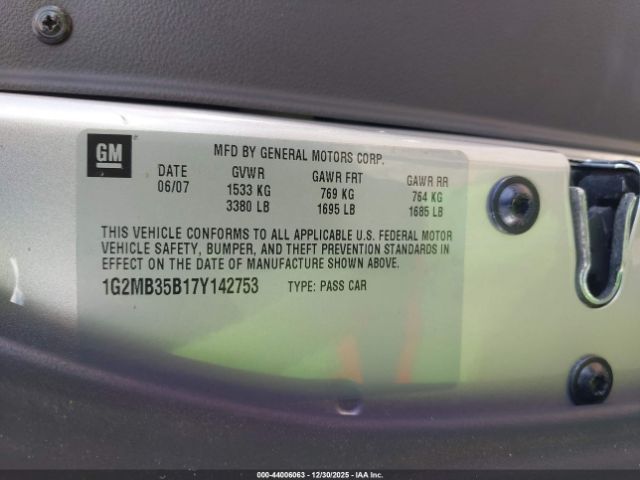 GM
MFD BY GENERAL MOTORS CORP.
DATE GVWR GAWR FRT GAWR RR
06/07 1533 KG 769 KG 764 KG
3380 LB 1695 LB 1685 LB
THIS VEHICLE CONFORMS TO ALL APPLICABLE U.S. FEDERAL MOTOR
VEHICLE SAFETY, BUMPER, AND THEFT PREVENTION STANDARDS IN
EFFECT ON THE DATE OF MANUFACTURE SHOWN ABOVE.
1G2MB35B17Y142753 TYPE: PASS CAR
000-44006063 - 12/30/2025 - IAAI, Inc.